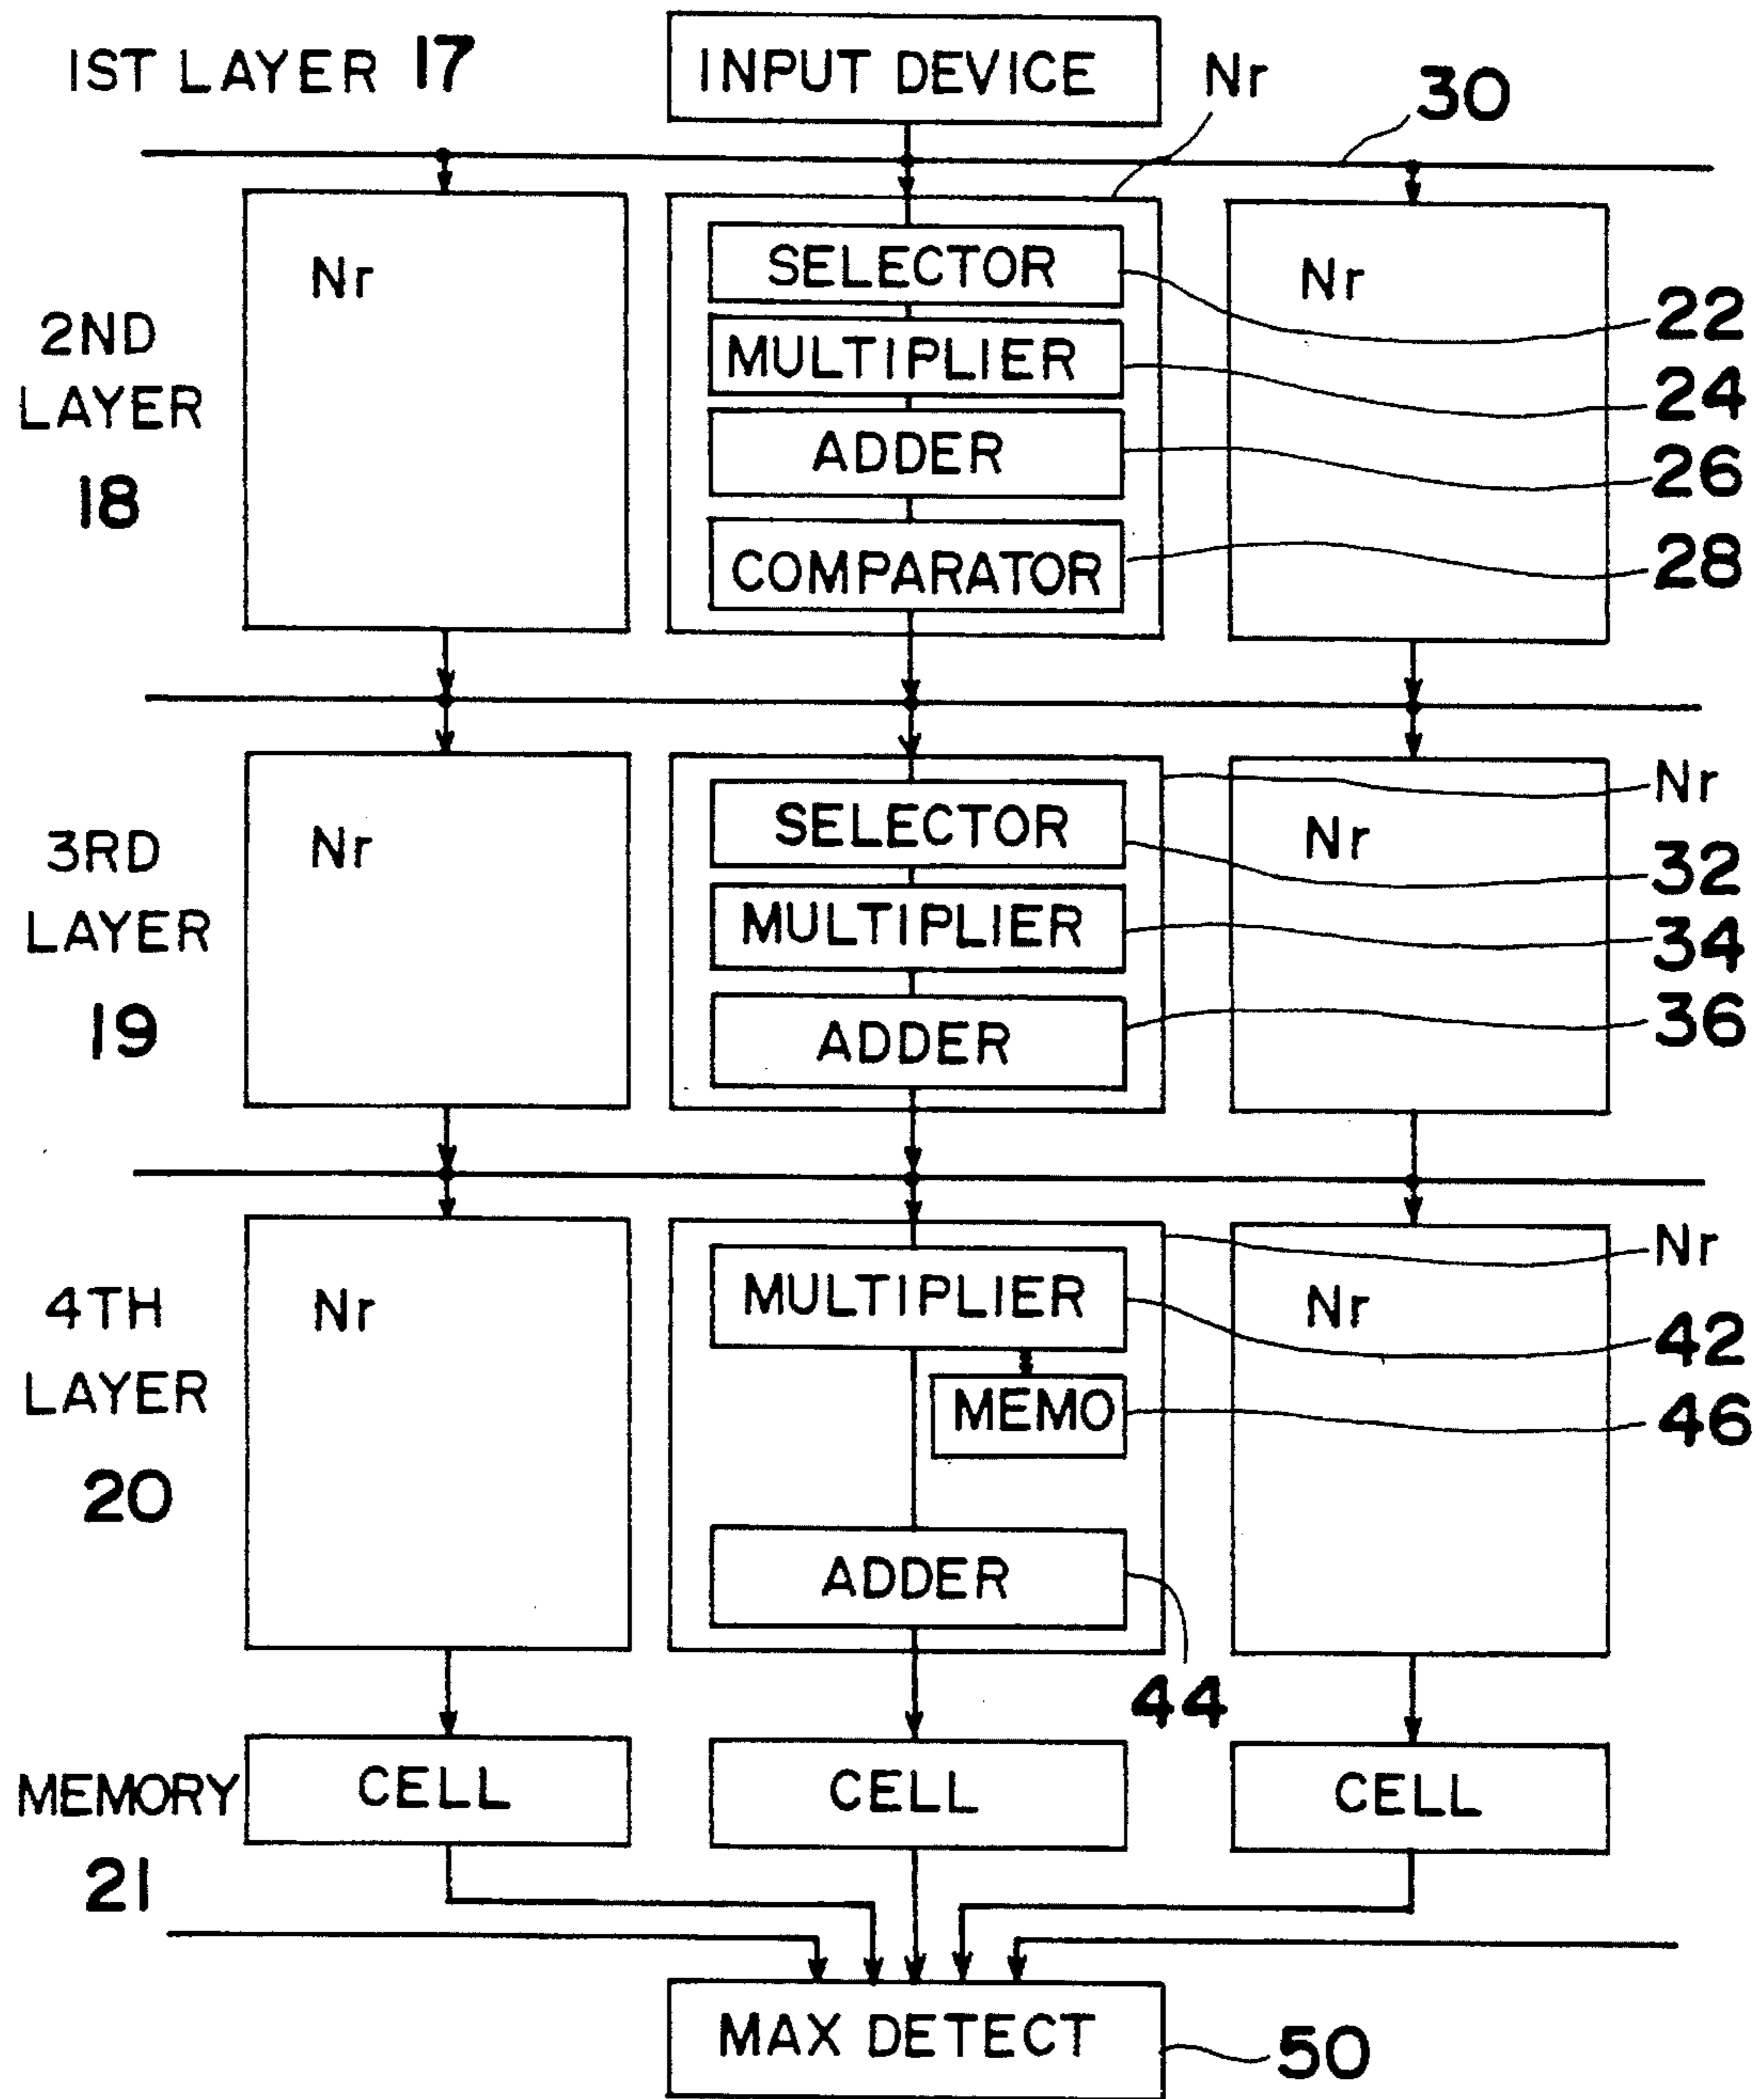 1ST LAYER 17
INPUT DEVICE
Nr
30
Nr
SELECTOR
Nr
22
2ND
LAYER
18
MULTIPLIER
24
ADDER
26
COMPARATOR
28
Nr
SELECTOR
Nr
Nr
32
3RD
LAYER
19
MULTIPLIER
34
ADDER
36
Nr
MULTIPLIER
Nr
Nr
42
4TH
LAYER
20
MEMO
46
ADDER
44
MEMORY
21
CELL
CELL
CELL
MAX DETECT
50